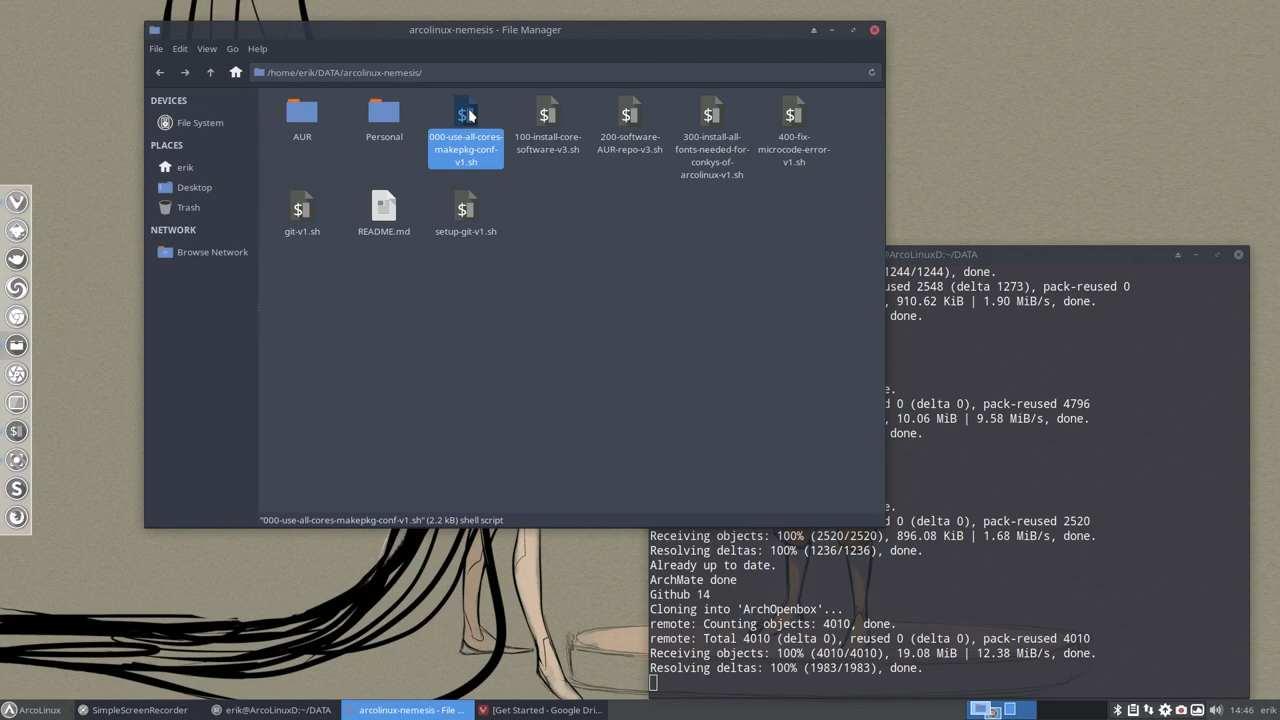 arcolinux-nemesis - File Manager
File Edit View Go Help
/home/erik/DATA/arcolinux-nemesis/
DEVICES
File System
PLACES
erik
Desktop
Trash
NETWORK
Browse Network
AUR
Personal
000-use-all-cores-
makepkg-conf-
v1.sh
100-install-core-
software-v3.sh
200-software-
AUR-repo-v3.sh
300-install-all-
fonts-needed-for-
conkys-of-
arcolinux-v1.sh
400-fix-
microcode-error-
v1.sh
git-v1.sh
README.md
setup-git-v1.sh
"000-use-all-cores-makepkg-conf-v1.sh" (2.2 kB) shell script
@ArcoLinuxD:~/DATA
1244/1244), done.
used 2548 (delta 1273), pack-reused 0
, 910.62 KiB | 1.90 MiB/s, done.
done.
e.
d 0 (delta 0), pack-reused 4796
, 10.06 MiB | 9.58 MiB/s, done.
done.
e.
d 0 (delta 0), pack-reused 2520
Receiving objects: 100% (2520/2520), 896.08 KiB | 1.68 MiB/s, done.
Resolving deltas: 100% (1236/1236), done.
Already up to date.
ArchMate done
Github 14
Cloning into 'ArchOpenbox'...
remote: Counting objects: 4010, done.
remote: Total 4010 (delta 0), reused 0 (delta 0), pack-reused 4010
Receiving objects: 100% (4010/4010), 19.08 MiB | 12.38 MiB/s, done.
Resolving deltas: 100% (1983/1983), done.
ArcoLinux
SimpleScreenRecorder
erik@ArcoLinuxD:~/DATA
arcolinux-nemesis - File ...
[Get Started - Google Dri...
14:46 erik